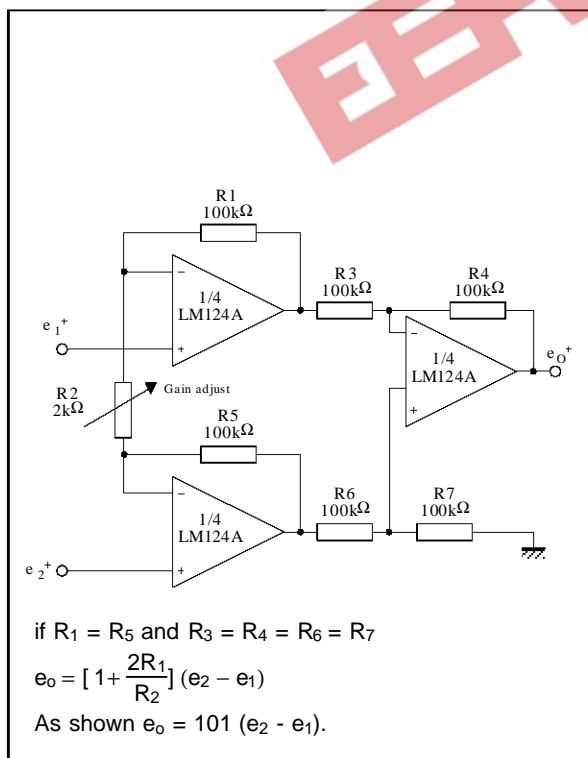 EE
R1
100kΩ
1/4
LM124A
R3
100kΩ
R4
100kΩ
1/4
LM124A
e1+
eO+
R2
2kΩ
Gain adjust
R5
100kΩ
1/4
LM124A
R6
100kΩ
R7
100kΩ
e2+
if R1 = R5 and R3 = R4 = R6 = R7
eo = [ 1+ 2R1/R2 ] (e2 − e1)
As shown eo = 101 (e2 - e1).